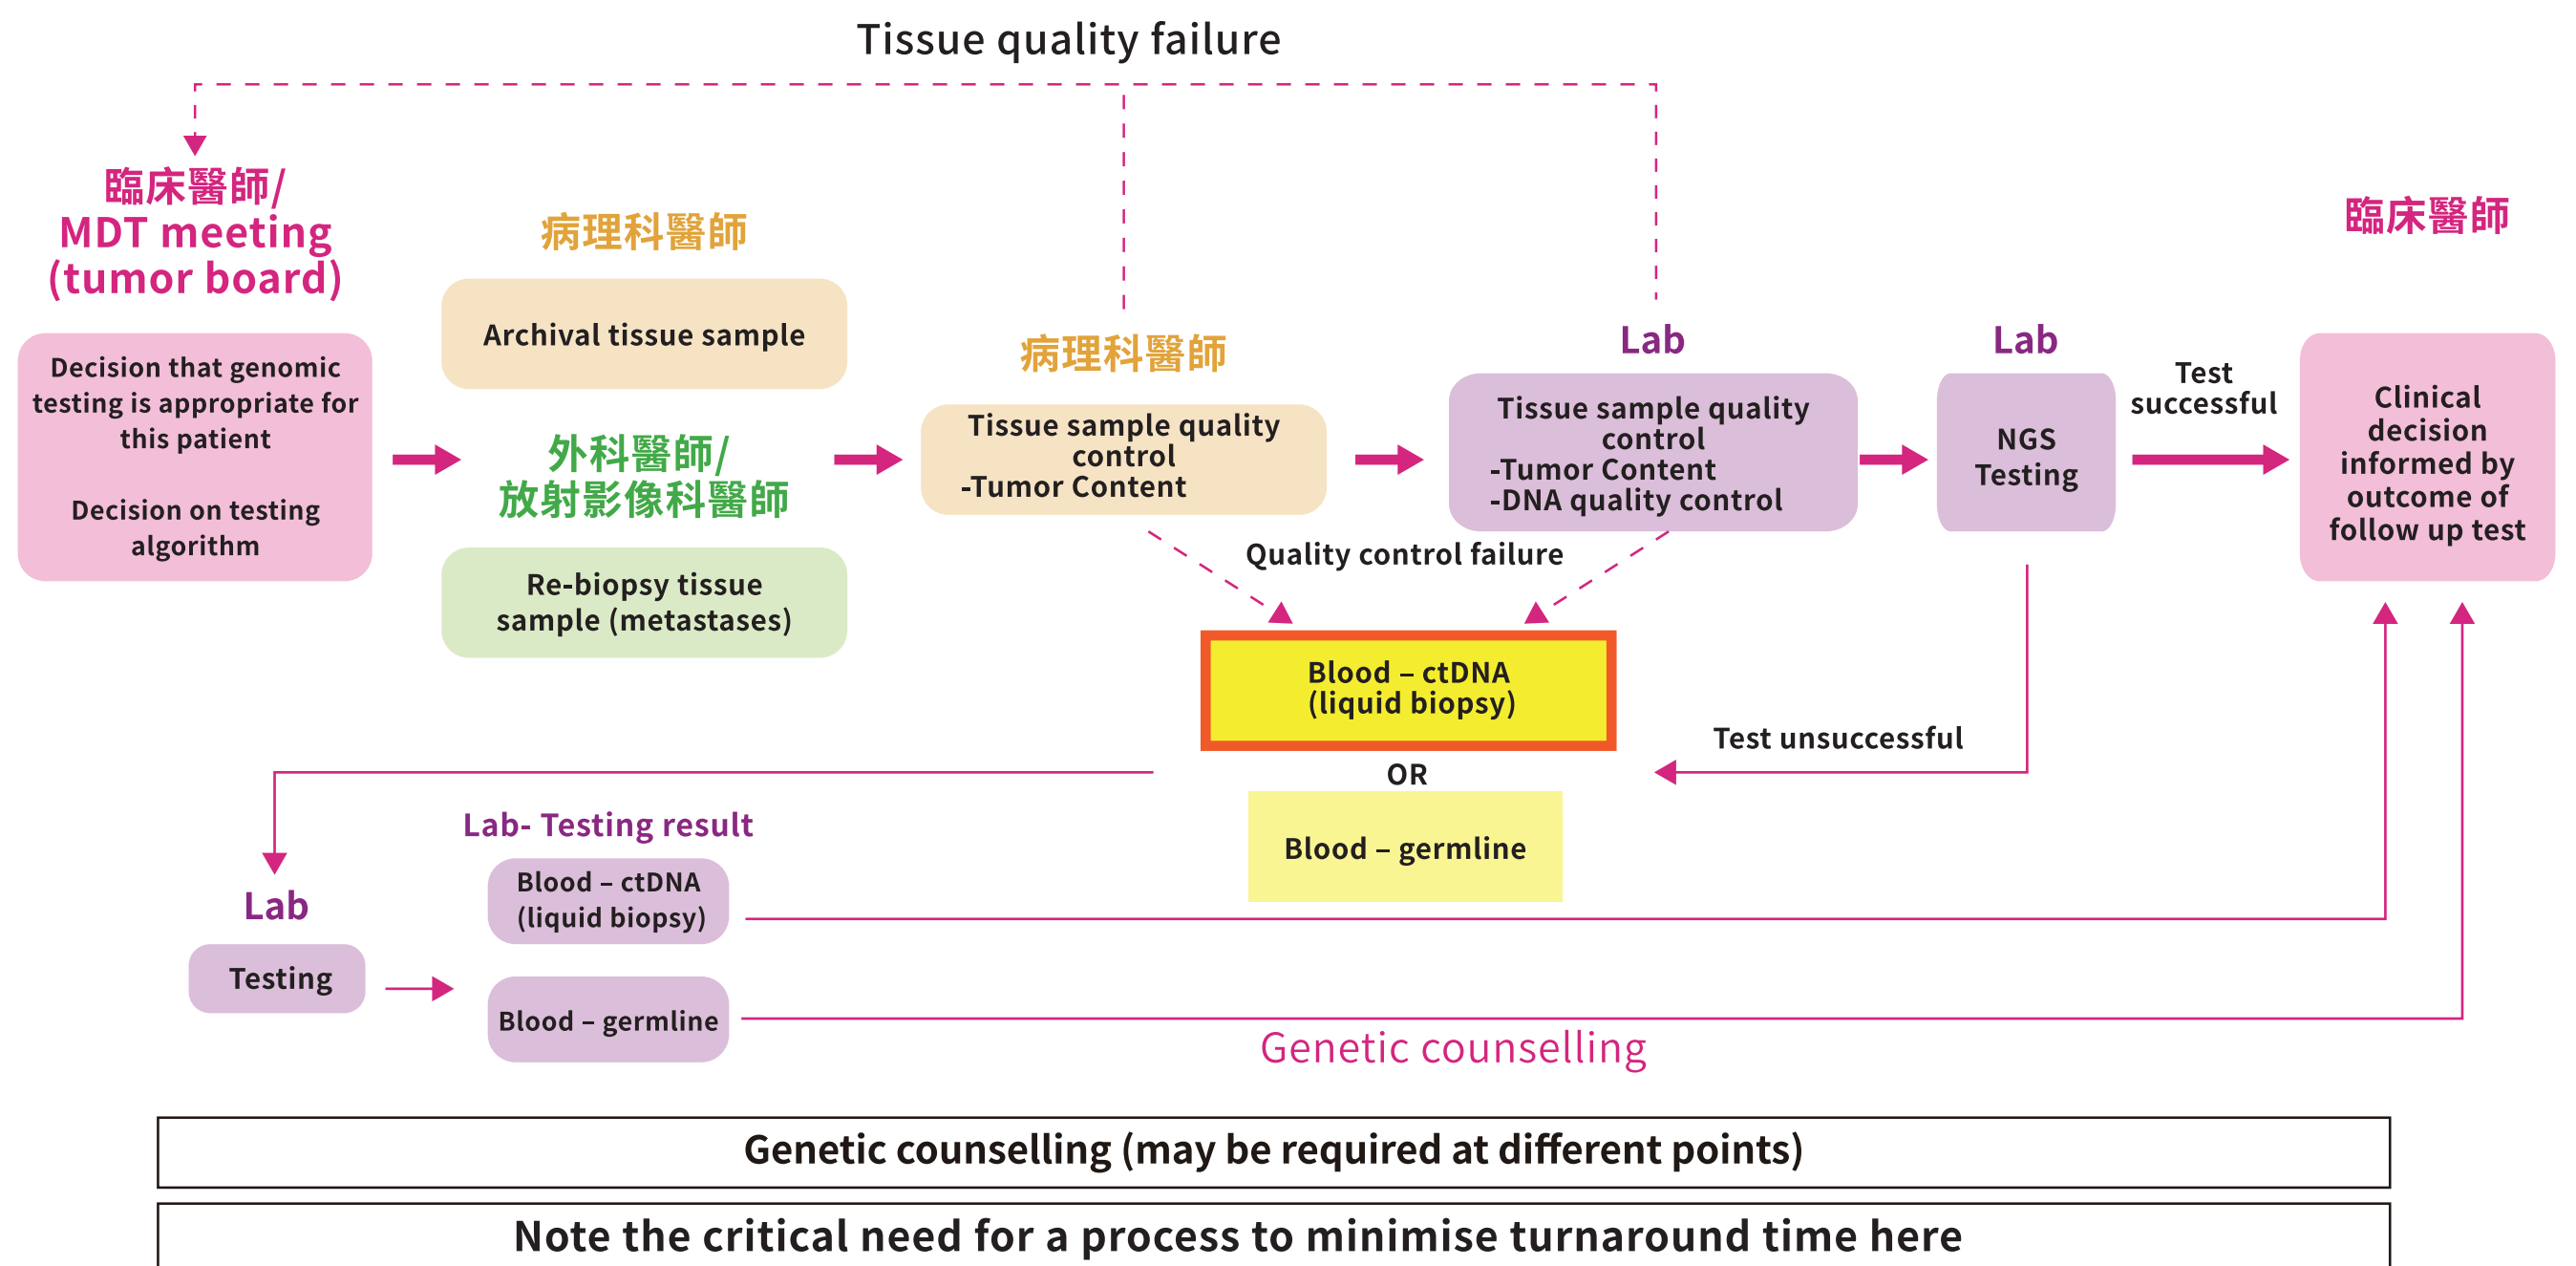 Tissue quality failure
臨床醫師/
MDT meeting
(tumor board)
Decision that genomic
testing is appropriate for
this patient
Decision on testing
algorithm
病理科醫師
Archival tissue sample
外科醫師/
放射影像科醫師
Re-biopsy tissue
sample (metastases)
病理科醫師
Tissue sample quality
control
-Tumor Content
Lab
Tissue sample quality
control
-Tumor Content
-DNA quality control
Lab
NGS
Testing
Test
successful
臨床醫師
Clinical
decision
informed by
outcome of
follow up test
Quality control failure
Blood – ctDNA
(liquid biopsy)
OR
Blood – germline
Test unsuccessful
Lab
Testing
Lab- Testing result
Blood – ctDNA
(liquid biopsy)
Blood – germline
Genetic counselling
Genetic counselling (may be required at different points)
Note the critical need for a process to minimise turnaround time here